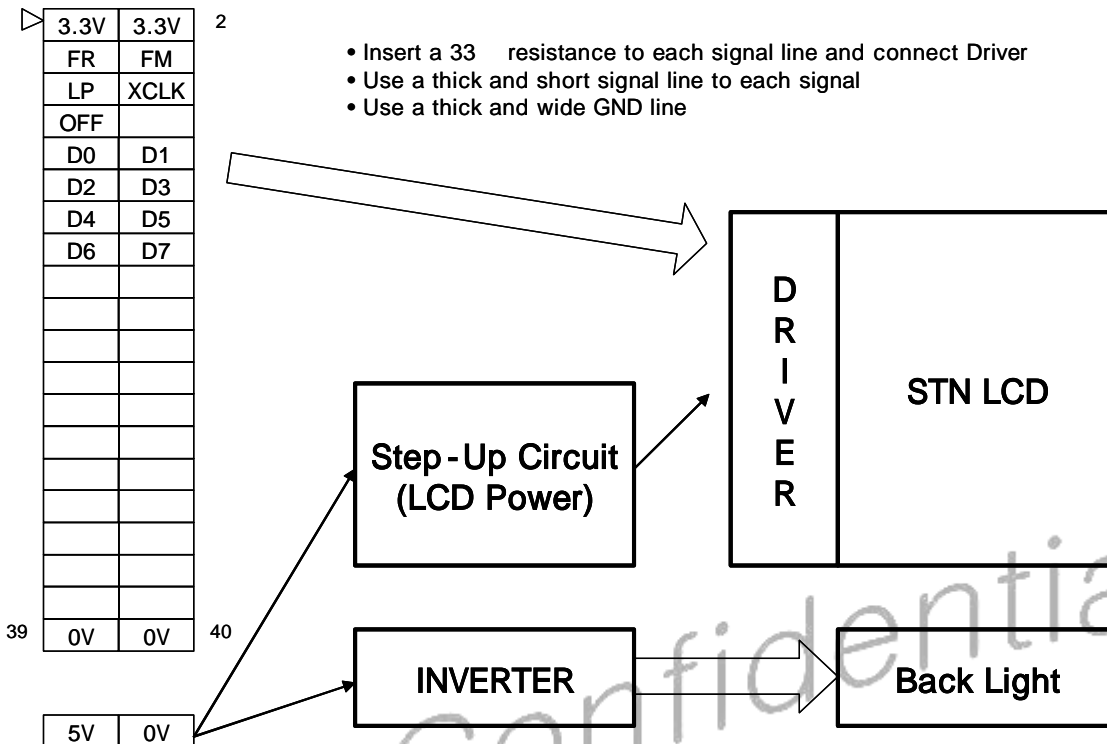 3.3V 3.3V 2
FR FM
LP XCLK
OFF
D0 D1
D2 D3
D4 D5
D6 D7
39 0V 0V 40
5V 0V
• Insert a 33 resistance to each signal line and connect Driver
• Use a thick and short signal line to each signal
• Use a thick and wide GND line
DRIVER
STN LCD
Step-Up Circuit
(LCD Power)
INVERTER
Back Light
Confidentia